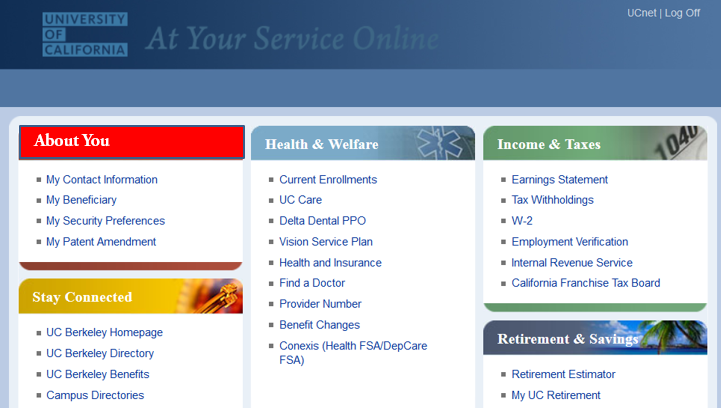 UNIVERSITY
OF
CALIFORNIA
At Your Service Online
UCnet | Log Off
About You
My Contact Information
My Beneficiary
My Security Preferences
My Patent Amendment
Stay Connected
UC Berkeley Homepage
UC Berkeley Directory
UC Berkeley Benefits
Campus Directories
Health & Welfare
Current Enrollments
UC Care
Delta Dental PPO
Vision Service Plan
Health and Insurance
Find a Doctor
Provider Number
Benefit Changes
Conexis (Health FSA/DepCare
FSA)
Income & Taxes
1040
Earnings Statement
Tax Withholdings
W-2
Employment Verification
Internal Revenue Service
California Franchise Tax Board
Retirement & Savings
Retirement Estimator
My UC Retirement